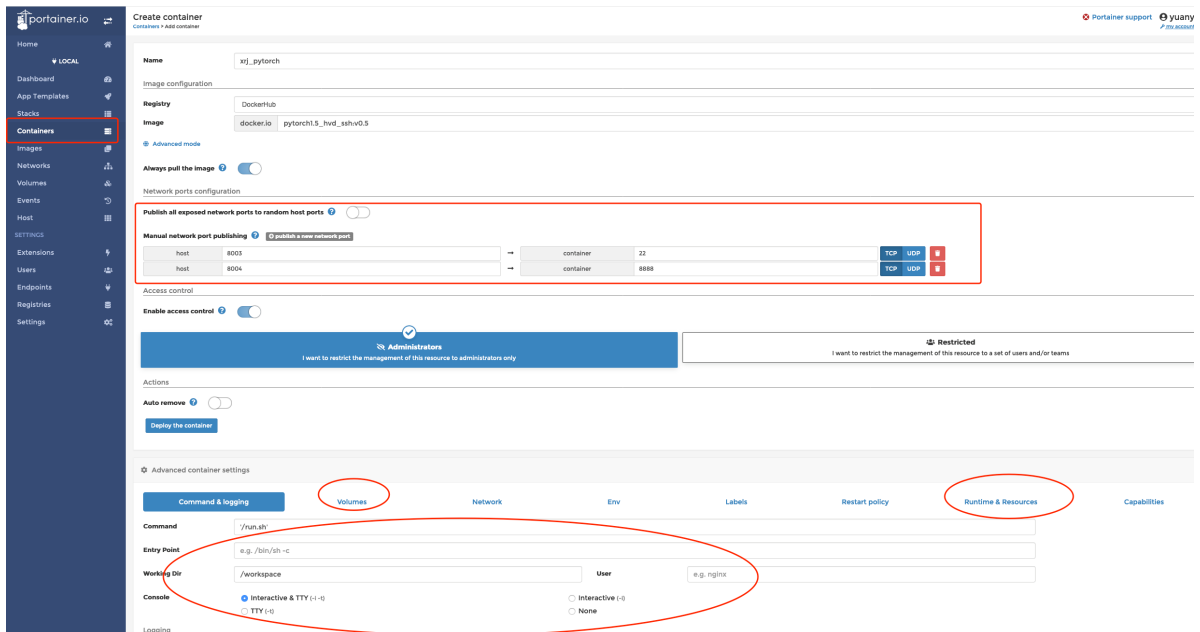 portainer.io
Create container
Containers > Add container
Portainer support
yuany
my account
Home
LOCAL
Dashboard
App Templates
Stacks
Containers
Images
Networks
Volumes
Events
Host
SETTINGS
Extensions
Users
Endpoints
Registries
Settings
Name
xrj_pytorch
Image configuration
Registry
DockerHub
Image
docker.io pytorch1.5_hvd_ssh:v0.5
Advanced mode
Always pull the image
Network ports configuration
Publish all exposed network ports to random host ports
Manual network port publishing publish a new network port
host 8003 → container 22 TCP UDP
host 8004 → container 8888 TCP UDP
Access control
Enable access control
Administrators
I want to restrict the management of this resource to administrators only
Restricted
I want to restrict the management of this resource to a set of users and/or teams
Actions
Auto remove
Deploy the container
Advanced container settings
Command & logging Volumes Network Env Labels Restart policy Runtime & Resources Capabilities
Command '/run.sh'
Entry Point e.g. /bin/sh -c
Working Dir /workspace User e.g. nginx
Console Interactive & TTY (-i -t) Interactive (-i)
TTY (-t) None
Logging